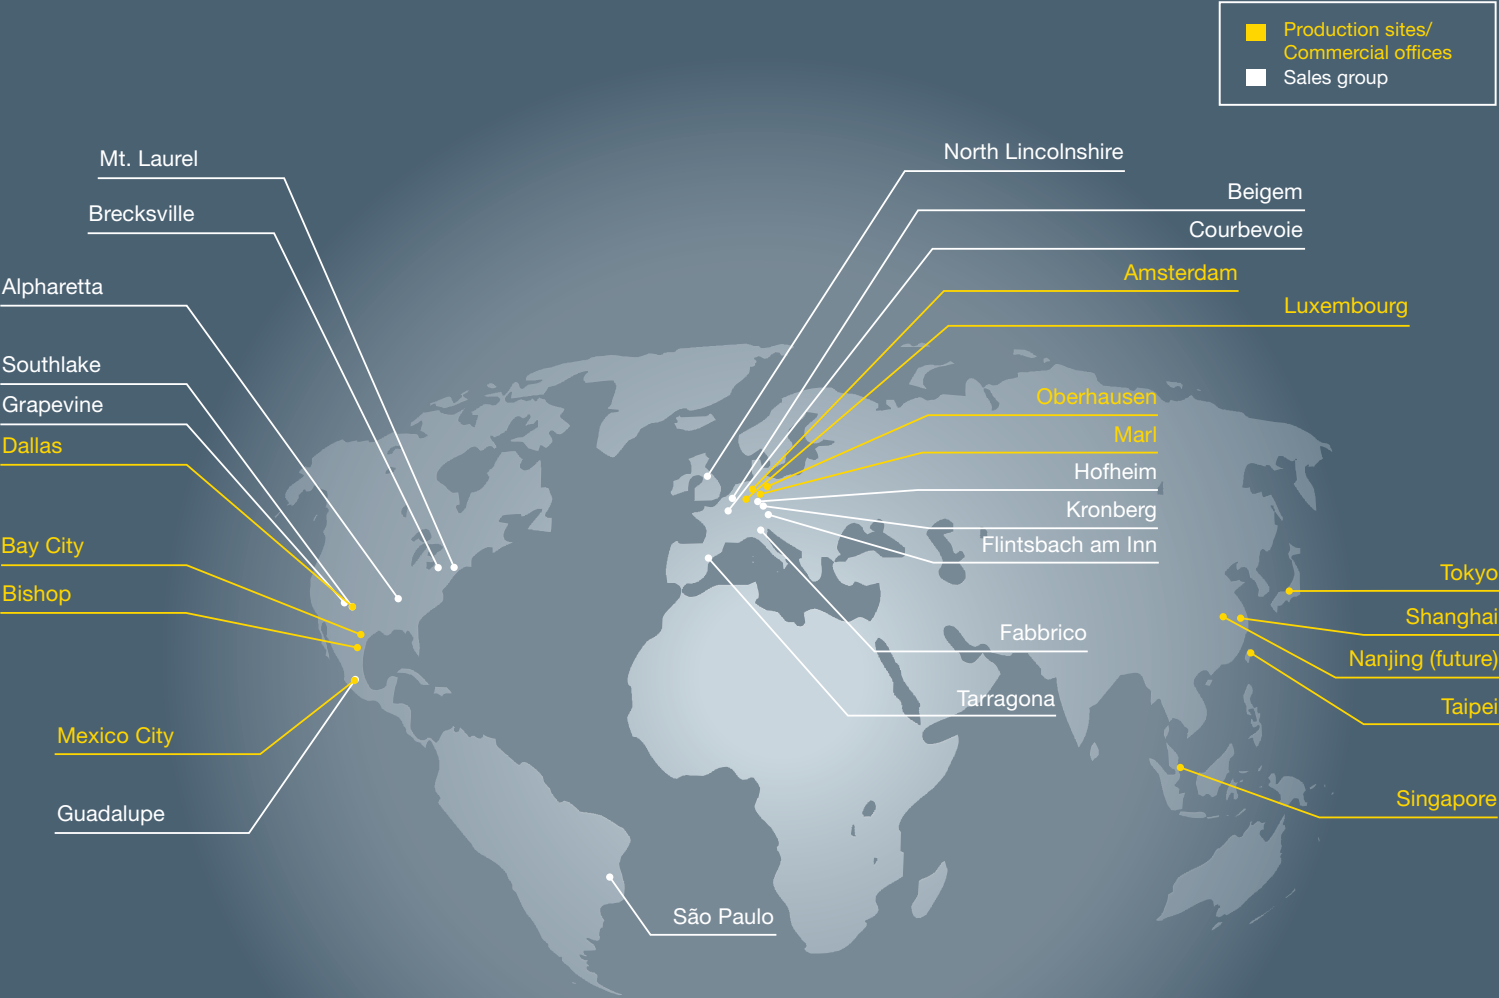 Production sites/
Commercial offices
Sales group
Mt. Laurel
Brecksville
Alpharetta
Southlake
Grapevine
Dallas
Bay City
Bishop
Mexico City
Guadalupe
São Paulo
North Lincolnshire
Beigem
Courbevoie
Amsterdam
Luxembourg
Oberhausen
Marl
Hofheim
Kronberg
Flintsbach am Inn
Fabbrico
Tarragona
Tokyo
Shanghai
Nanjing (future)
Taipei
Singapore